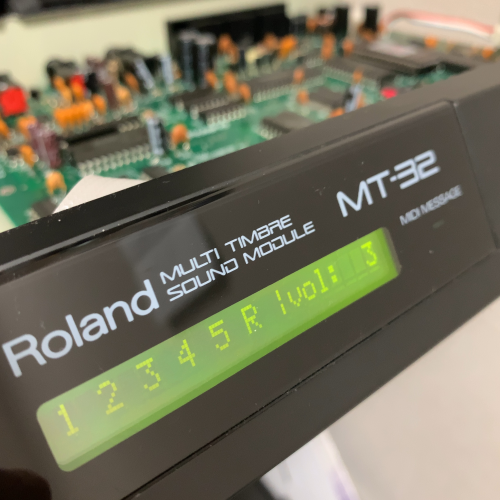 Roland
MULTI TIMBRE
SOUND MODULE
MT-32
MIDI MESSAGE
1 2 3 4 5 R |vol: 3